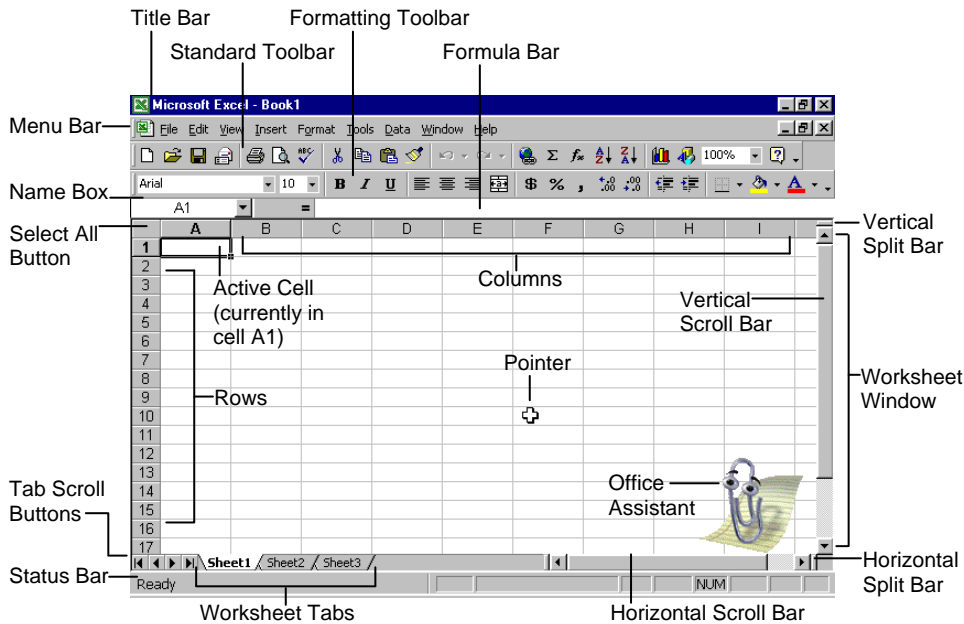 Title Bar
Formatting Toolbar
Standard Toolbar
Formula Bar
Microsoft Excel - Book1
Menu Bar
File Edit View Insert Format Tools Data Window Help
100%
Name Box
Arial 10 B I U $ % ,
A1 =
Select All
Button
A B C D E F G H I
Vertical
Split Bar
1
2
3
4
5
6
7
8
9
10
11
12
13
14
15
16
17
Columns
Active Cell
(currently in
cell A1)
Vertical
Scroll Bar
Pointer
Worksheet
Window
Rows
Office
Assistant
Tab Scroll
Buttons
Sheet1 Sheet2 Sheet3
Horizontal
Split Bar
Status Bar
Ready NUM
Worksheet Tabs
Horizontal Scroll Bar